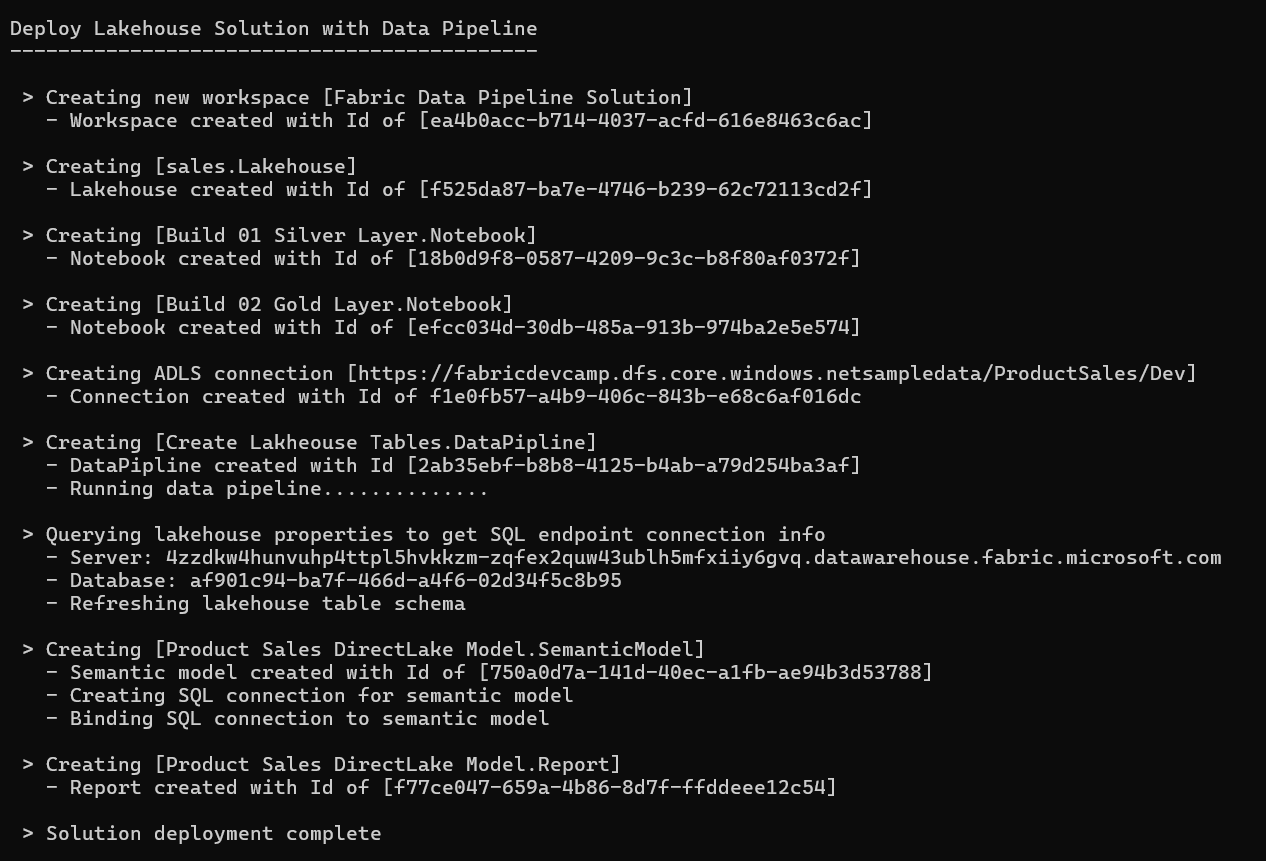 Deploy Lakehouse Solution with Data Pipeline
--------------------------------------------
> Creating new workspace [Fabric Data Pipeline Solution]
- Workspace created with Id of [ea4b0acc-b714-4037-acfd-616e8463c6ac]
> Creating [sales.Lakehouse]
- Lakehouse created with Id of [f525da87-ba7e-4746-b239-62c72113cd2f]
> Creating [Build 01 Silver Layer.Notebook]
- Notebook created with Id of [18b0d9f8-0587-4209-9c3c-b8f80af0372f]
> Creating [Build 02 Gold Layer.Notebook]
- Notebook created with Id of [efcc034d-30db-485a-913b-974ba2e5e574]
> Creating ADLS connection [https://fabricdevcamp.dfs.core.windows.netsampledata/ProductSales/Dev]
- Connection created with Id of f1e0fb57-a4b9-406c-843b-e68c6af016dc
> Creating [Create Lakheouse Tables.DataPipline]
- DataPipline created with Id [2ab35ebf-b8b8-4125-b4ab-a79d254ba3af]
- Running data pipeline..............
> Querying lakehouse properties to get SQL endpoint connection info
- Server: 4zzdkw4hunvuhp4ttpl5hvkkzm-zqfex2quw43ublh5mfxiiy6gvq.datawarehouse.fabric.microsoft.com
- Database: af901c94-ba7f-466d-a4f6-02d34f5c8b95
- Refreshing lakehouse table schema
> Creating [Product Sales DirectLake Model.SemanticModel]
- Semantic model created with Id of [750a0d7a-141d-40ec-a1fb-ae94b3d53788]
- Creating SQL connection for semantic model
- Binding SQL connection to semantic model
> Creating [Product Sales DirectLake Model.Report]
- Report created with Id of [f77ce047-659a-4b86-8d7f-ffddeee12c54]
> Solution deployment complete